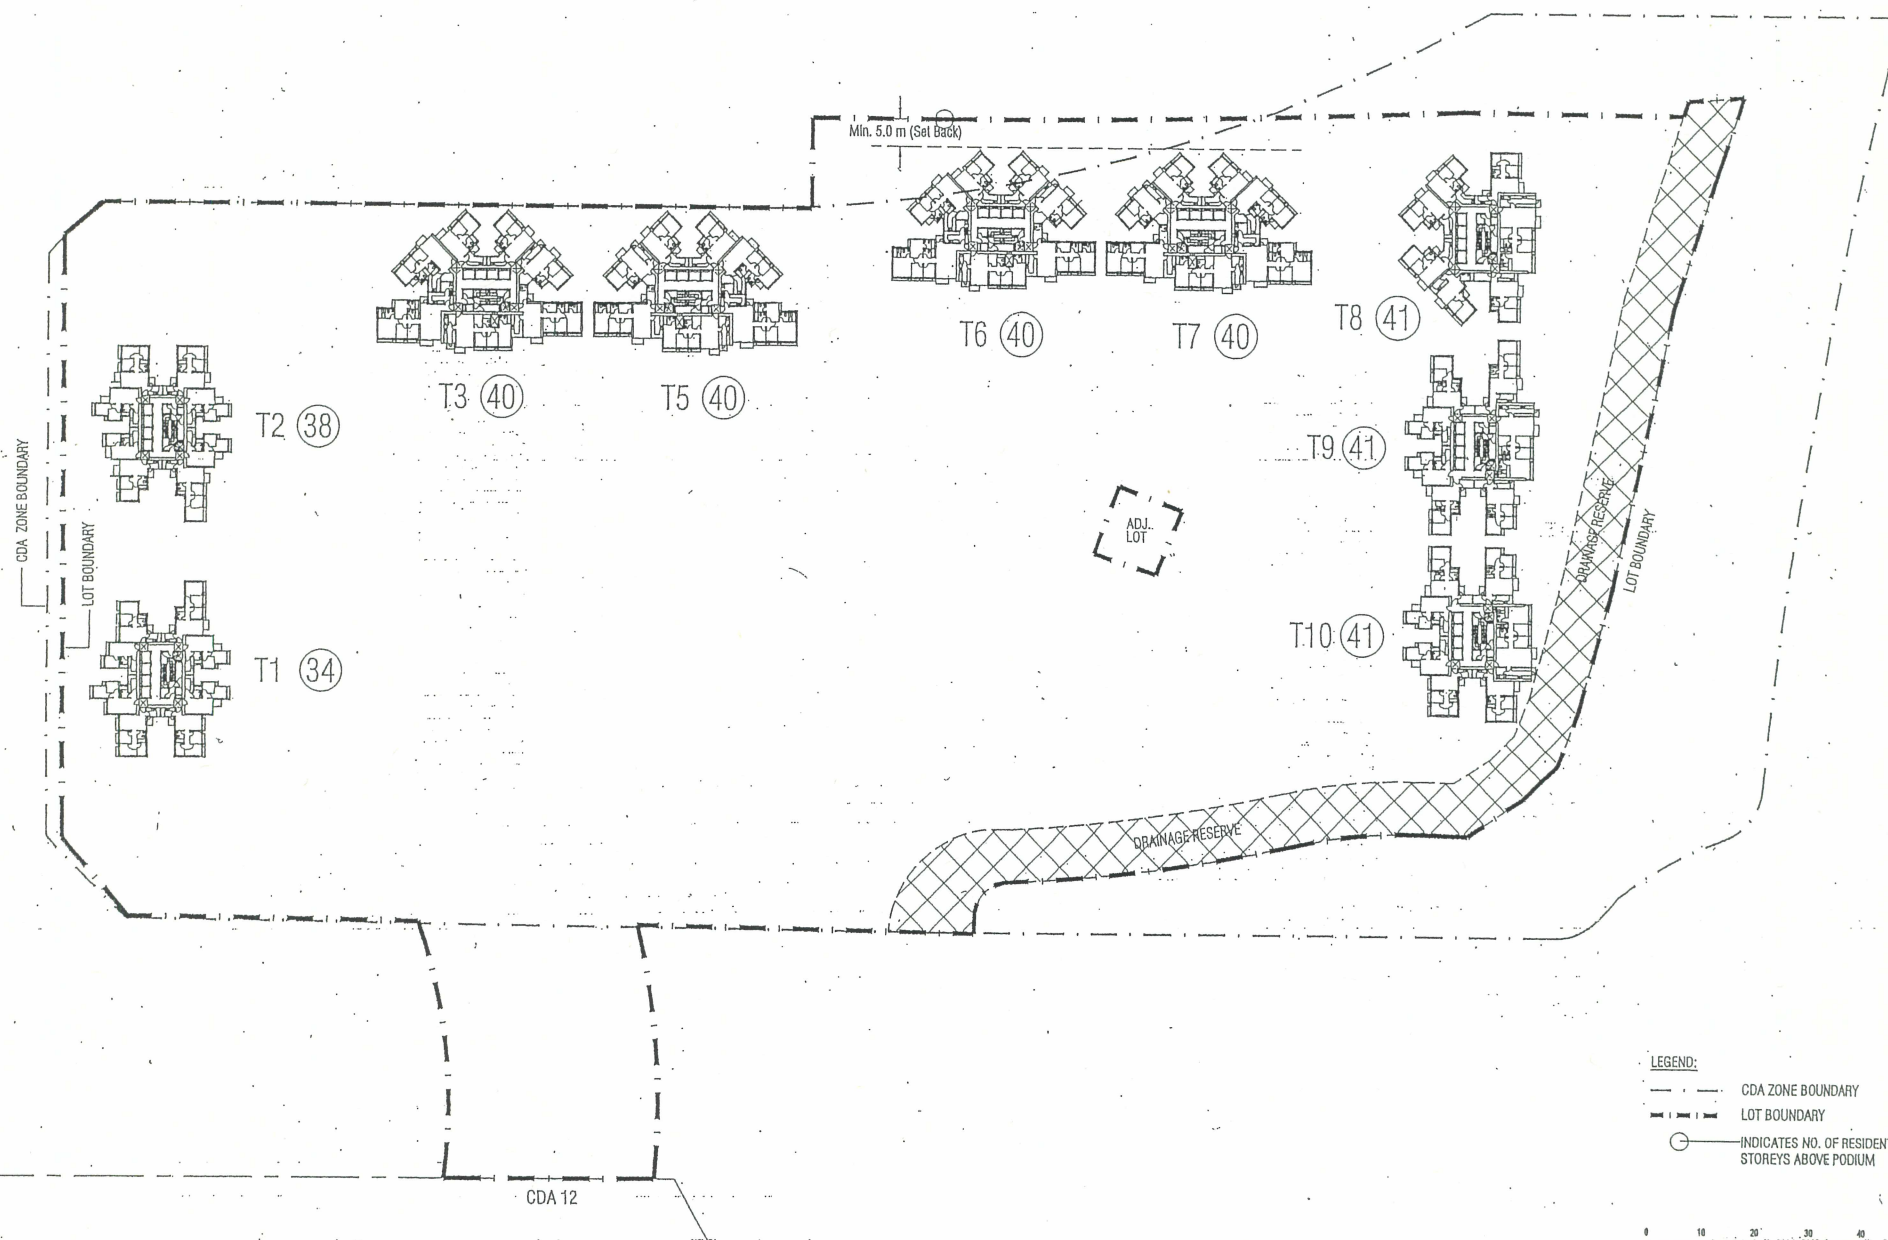 Min. 5.0 m (Set Back)
T6 40
T7 40
T8 41
T3 40
T5 40
T2 38
T9 41
CDA ZONE BOUNDARY
LOT BOUNDARY
ADJ.
LOT
DRAINAGE RESERVE
LOT BOUNDARY
T10 41
T1 34
DRAINAGE RESERVE
LEGEND:
CDA ZONE BOUNDARY
LOT BOUNDARY
INDICATES NO. OF RESIDEN
STOREYS ABOVE PODIUM
CDA 12
0 10 20 30 40